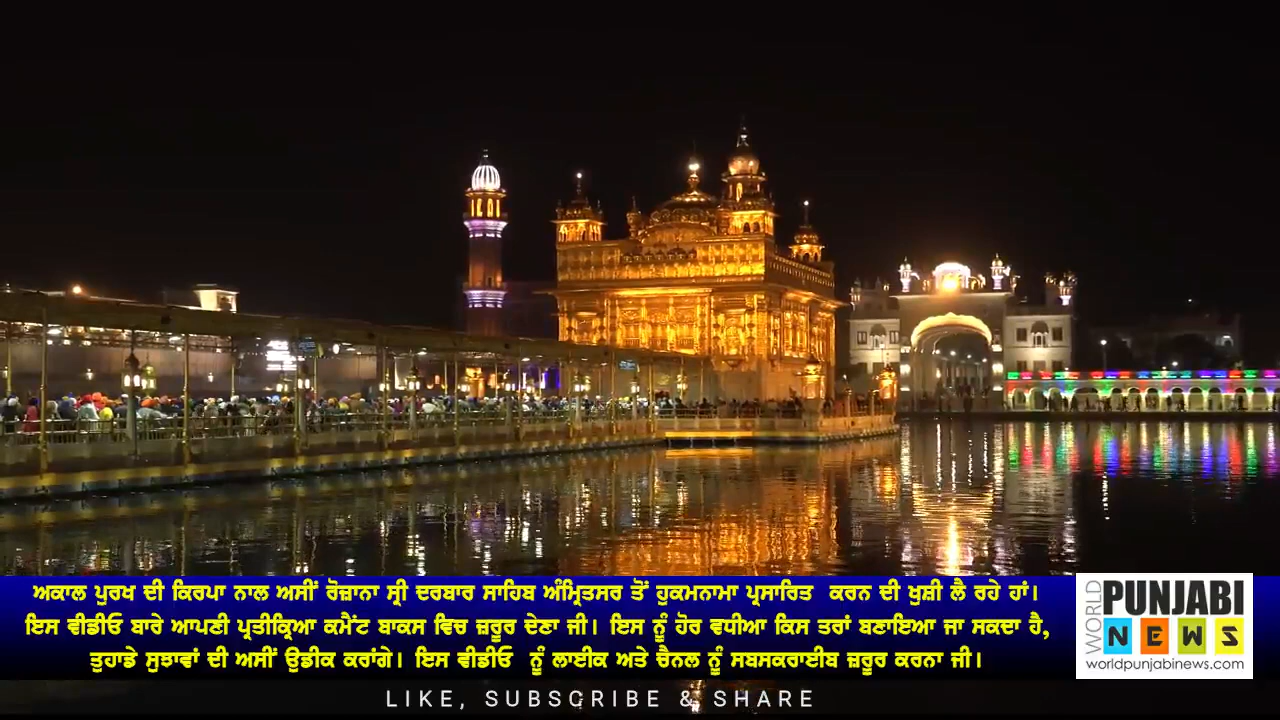 ਅਕਾਲ ਪੁਰਖ ਦੀ ਕਿਰਪਾ ਨਾਲ ਅਸੀਂ ਰੋਜ਼ਾਨਾ ਸ੍ਰੀ ਦਰਬਾਰ ਸਾਹਿਬ ਅੰਮ੍ਰਿਤਸਰ ਤੋਂ ਹੁਕਮਨਾਮਾ ਪ੍ਰਸਾਰਿਤ ਕਰਨ ਦੀ ਖੁਸ਼ੀ ਲੈ ਰਹੇ ਹਾਂ।
ਇਸ ਵੀਡੀਓ ਬਾਰੇ ਆਪਣੀ ਪ੍ਰਤੀਕ੍ਰਿਆ ਕਮੈਂਟ ਬਾਕਸ ਵਿਚ ਜ਼ਰੂਰ ਦੇਣਾ ਜੀ। ਇਸ ਨੂੰ ਹੋਰ ਵਧੀਆ ਕਿਸ ਤਰਾਂ ਬਣਾਇਆ ਜਾ ਸਕਦਾ ਹੈ,
ਤੁਹਾਡੇ ਸੁਝਾਵਾਂ ਦੀ ਅਸੀਂ ਉਡੀਕ ਕਰਾਂਗੇ। ਇਸ ਵੀਡੀਓ ਨੂੰ ਲਾਈਕ ਅਤੇ ਚੈਨਲ ਨੂੰ ਸਬਸਕਰਾਈਬ ਜ਼ਰੂਰ ਕਰਨਾ ਜੀ।
WORLD
PUNJABI
NEWS
worldpunjabinews.com
LIKE, SUBSCRIBE & SHARE